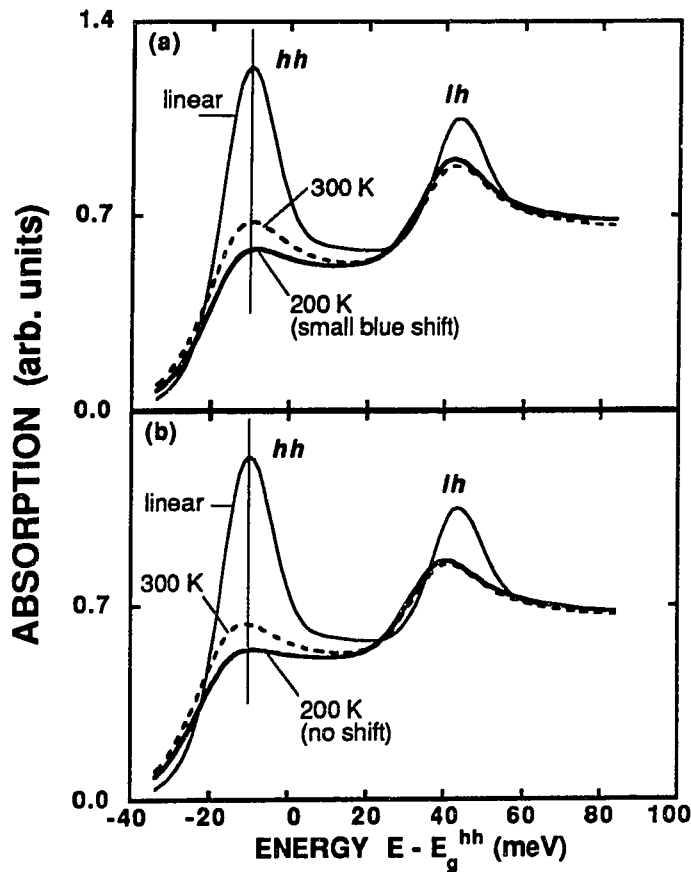 1.4
(a)
hh
lh
linear
300 K
0.7
200 K
(small blue shift)
0.0
(b)
hh
lh
linear
300 K
0.7
200 K
(no shift)
0.0
-40 -20 0 20 40 60 80 100
ENERGY E - E_g^hh (meV)
ABSORPTION (arb. units)